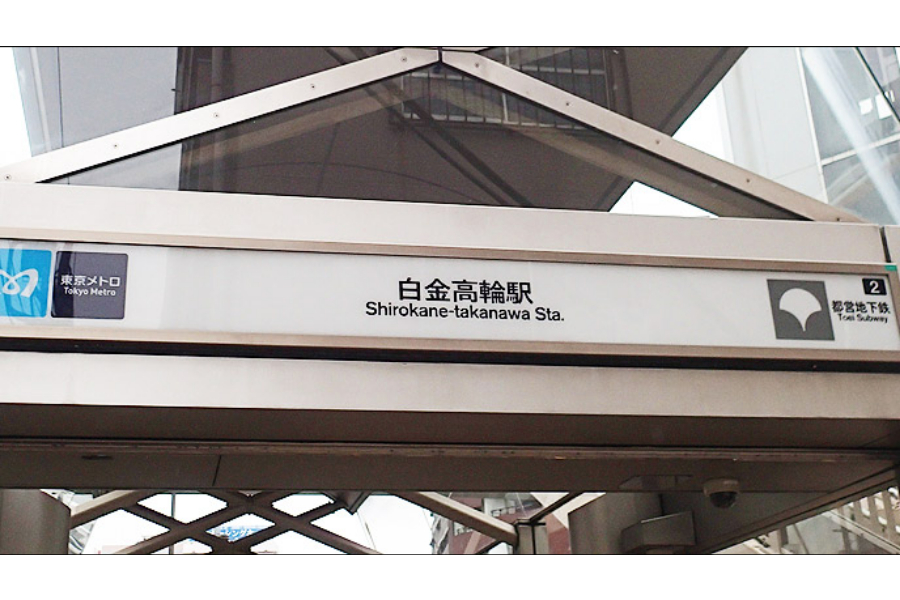 東京メトロ
Tokyo Metro
白金高輪駅
Shirokane-takanawa Sta.
2
都営地下鉄
Toei Subway